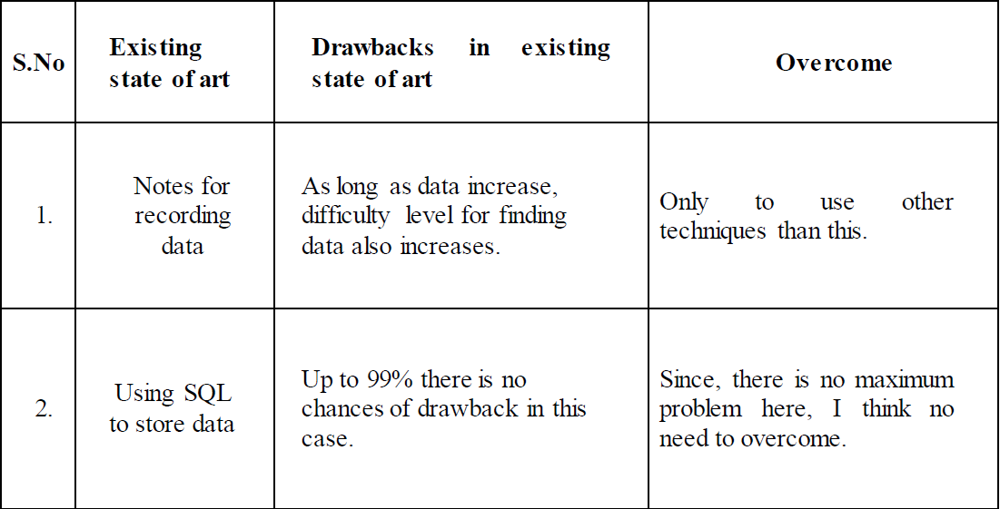 S.No
Existing
state of art
Drawbacks in existing
state of art
Overcome
1.
Notes for
recording
data
As long as data increase,
difficulty level for finding
data also increases.
Only to use other
techniques than this.
2.
Using SQL
to store data
Up to 99% there is no
chances of drawback in this
case.
Since, there is no maximum
problem here, I think no
need to overcome.